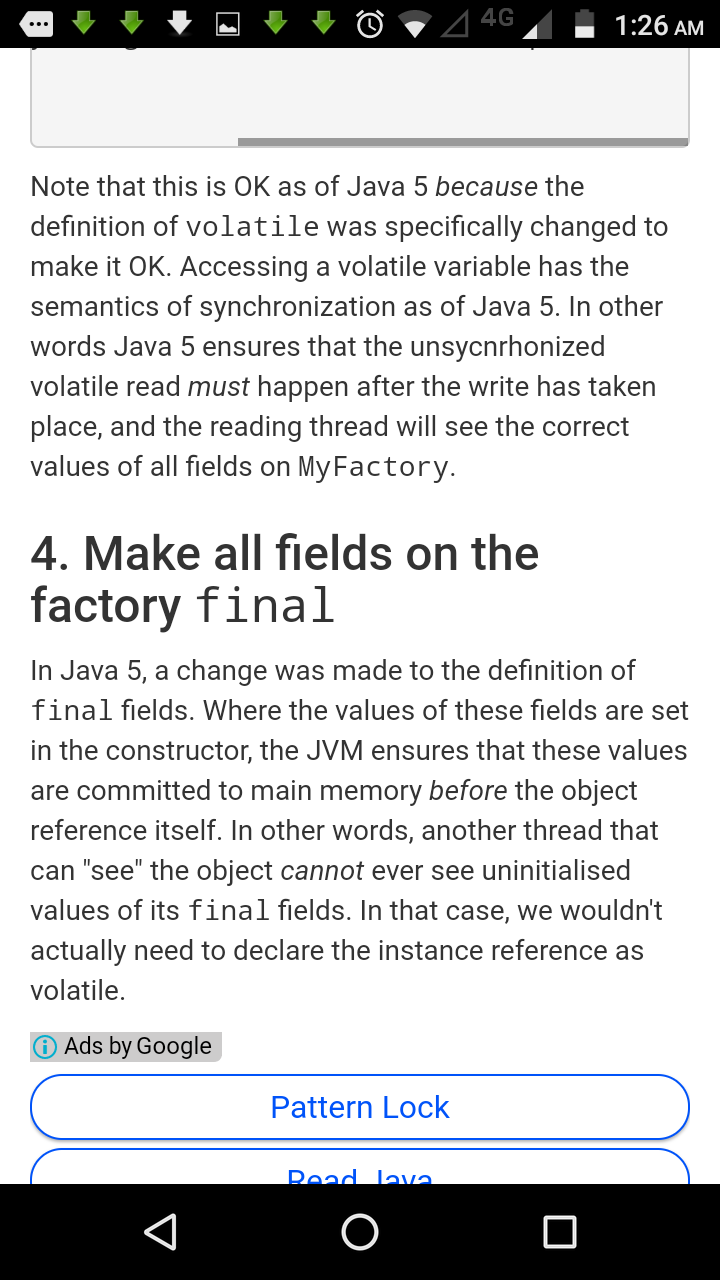 4G 1:26 AM
Note that this is OK as of Java 5 because the
definition of volatile was specifically changed to
make it OK. Accessing a volatile variable has the
semantics of synchronization as of Java 5. In other
words Java 5 ensures that the unsycnrhonized
volatile read must happen after the write has taken
place, and the reading thread will see the correct
values of all fields on MyFactory.
4. Make all fields on the
factory final
In Java 5, a change was made to the definition of
final fields. Where the values of these fields are set
in the constructor, the JVM ensures that these values
are committed to main memory before the object
reference itself. In other words, another thread that
can "see" the object cannot ever see uninitialised
values of its final fields. In that case, we wouldn't
actually need to declare the instance reference as
volatile.
Ads by Google
Pattern Lock
Read Java